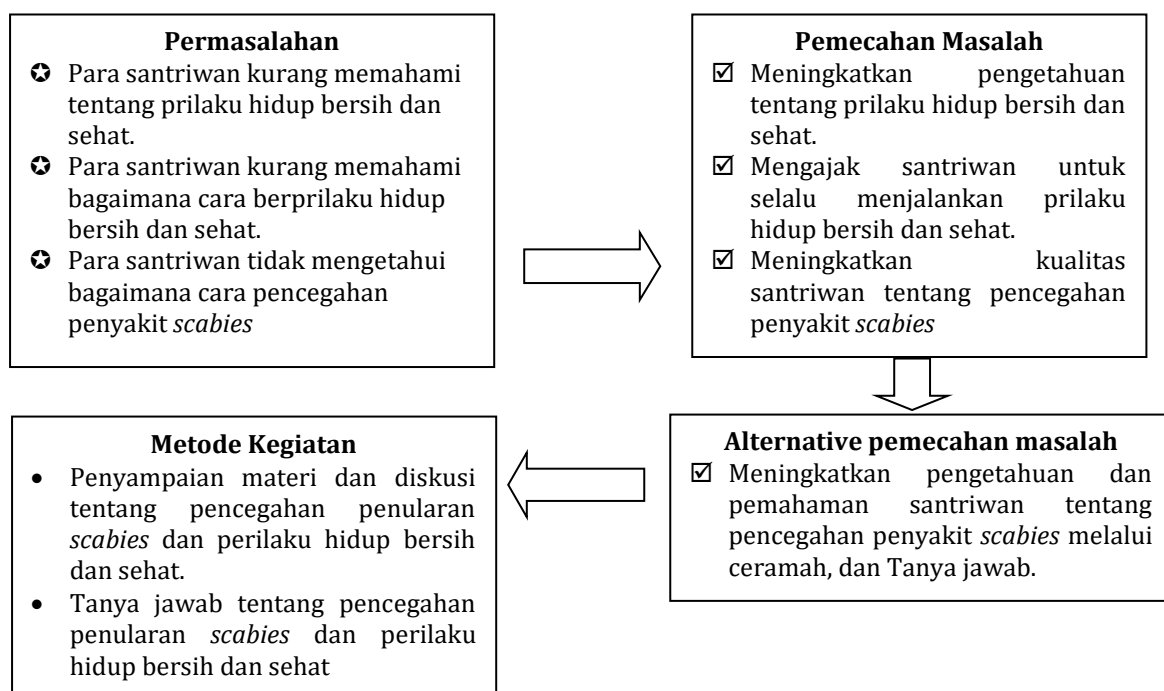 Permasalahan
✪ Para santriwan kurang memahami
tentang prilaku hidup bersih dan
sehat.
✪ Para santriwan kurang memahami
bagaimana cara berprilaku hidup
bersih dan sehat.
✪ Para santriwan tidak mengetahui
bagaimana cara pencegahan
penyakit scabies
Pemecahan Masalah
☑ Meningkatkan pengetahuan
tentang prilaku hidup bersih dan
sehat.
☑ Mengajak santriwan untuk
selalu menjalankan prilaku
hidup bersih dan sehat.
☑ Meningkatkan kualitas
santriwan tentang pencegahan
penyakit scabies
Alternative pemecahan masalah
☑ Meningkatkan pengetahuan dan
pemahaman santriwan tentang
pencegahan penyakit scabies melalui
ceramah, dan Tanya jawab.
Metode Kegiatan
• Penyampaian materi dan diskusi
tentang pencegahan penularan
scabies dan perilaku hidup bersih
dan sehat.
• Tanya jawab tentang pencegahan
penularan scabies dan perilaku
hidup bersih dan sehat